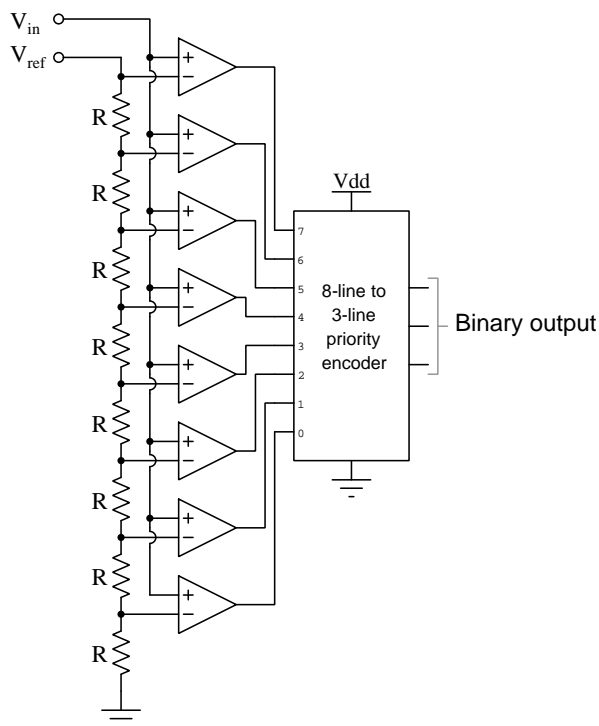 Vin
Vref
R
R
R
R
R
R
R
R
Vdd
7
6
5
4
3
2
1
0
8-line to
3-line
priority
encoder
Binary output
+
−
+
−
+
−
+
−
+
−
+
−
+
−
+
−